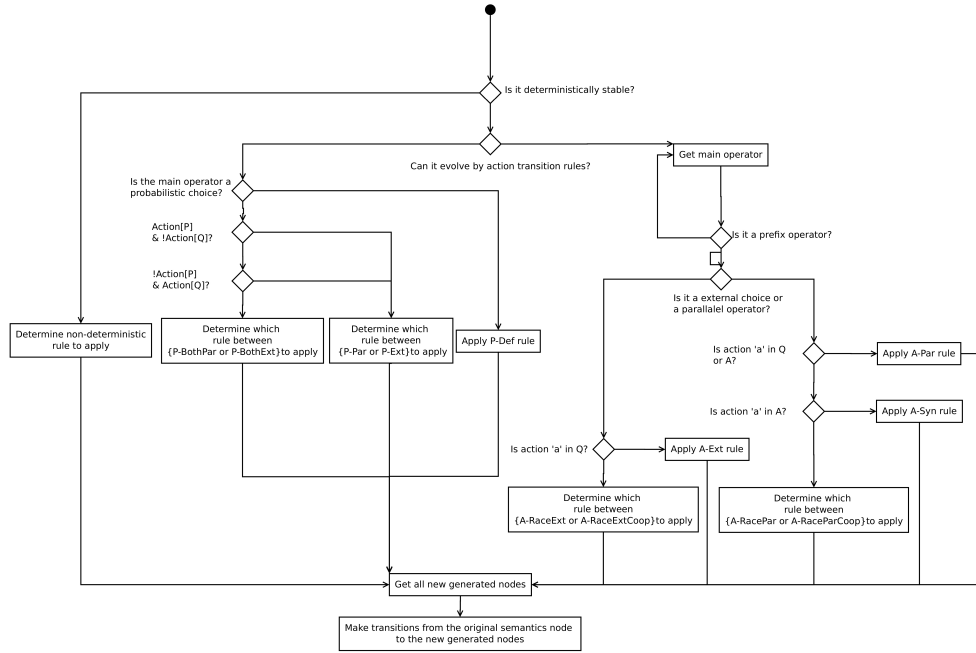 Is it deterministically stable?
Can it evolve by action transition rules?
Get main operator
Is the main operator a
probabilistic choice?
Action[P]
& !Action[Q]?
!Action[P]
& Action[Q]?
Is it a prefix operator?
Is it a external choice or
a parallalel operator?
Determine non-deterministic
rule to apply
Determine which
rule between
{P-BothPar or P-BothExt}to apply
Determine which
rule between
{P-Par or P-Ext}to apply
Apply P-Def rule
Is action 'a' in Q
or A?
Apply A-Par rule
Is action 'a' in A?
Apply A-Syn rule
Is action 'a' in Q?
Apply A-Ext rule
Determine which
rule between
{A-RaceExt or A-RaceExtCoop}to apply
Determine which
rule between
{A-RacePar or A-RaceParCoop}to apply
Get all new generated nodes
Make transitions from the original semantics node
to the new generated nodes